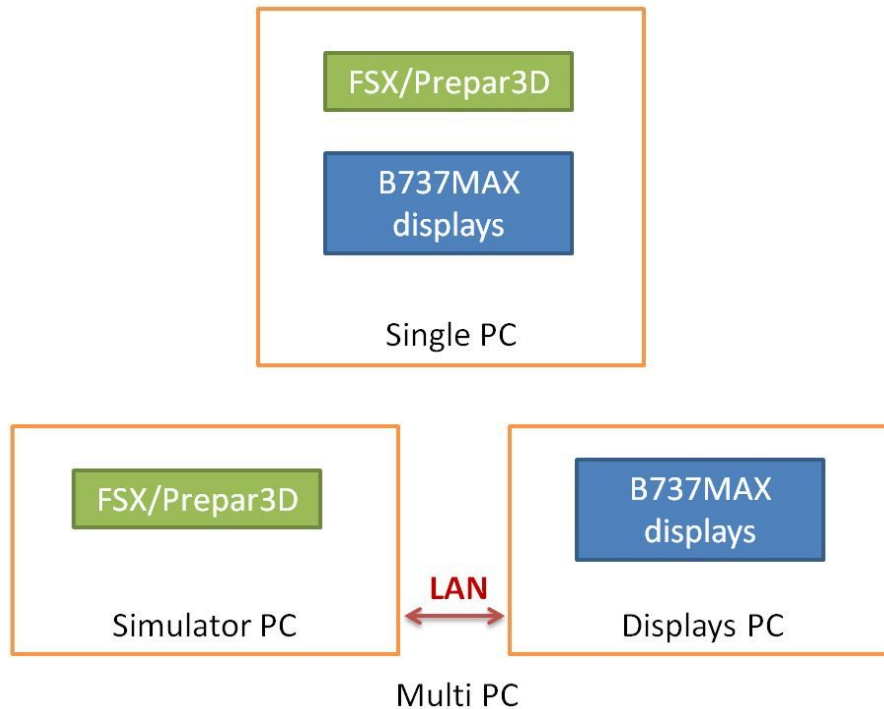 FSX/Prepar3D
B737MAX
displays
Single PC
FSX/Prepar3D
Simulator PC
LAN
B737MAX
displays
Displays PC
Multi PC